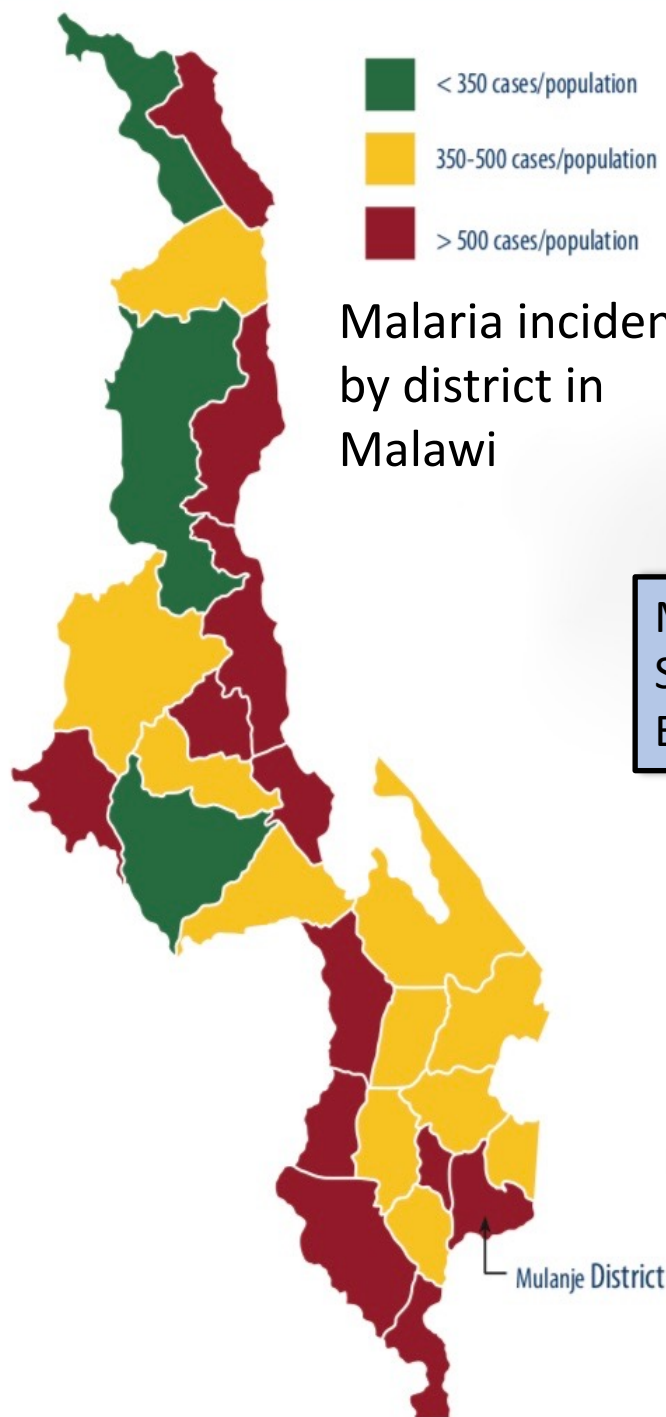 < 350 cases/population
350-500 cases/population
> 500 cases/population
Malaria inciden
by district in
Malawi
Mulanje District